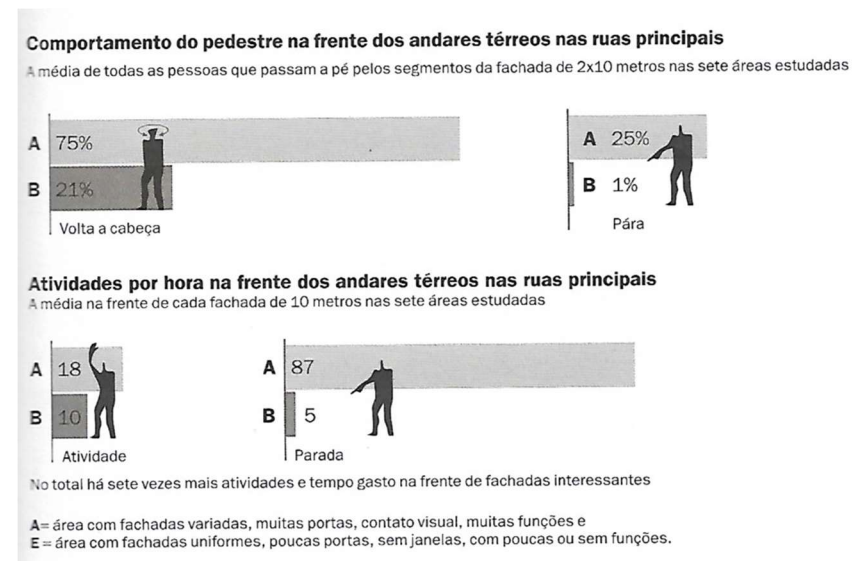 Comportamento do pedestre na frente dos andares térreos nas ruas principais
A média de todas as pessoas que passam a pé pelos segmentos da fachada de 2x10 metros nas sete áreas estudadas
A 75%
B 21%
Volta a cabeça
A 25%
B 1%
Pára
Atividades por hora na frente dos andares térreos nas ruas principais
A média na frente de cada fachada de 10 metros nas sete áreas estudadas
A 18
B 10
Atividade
A 87
B 5
Parada
No total há sete vezes mais atividades e tempo gasto na frente de fachadas interessantes
A= área com fachadas variadas, muitas portas, contato visual, muitas funções e
E = área com fachadas uniformes, poucas portas, sem janelas, com poucas ou sem funções.